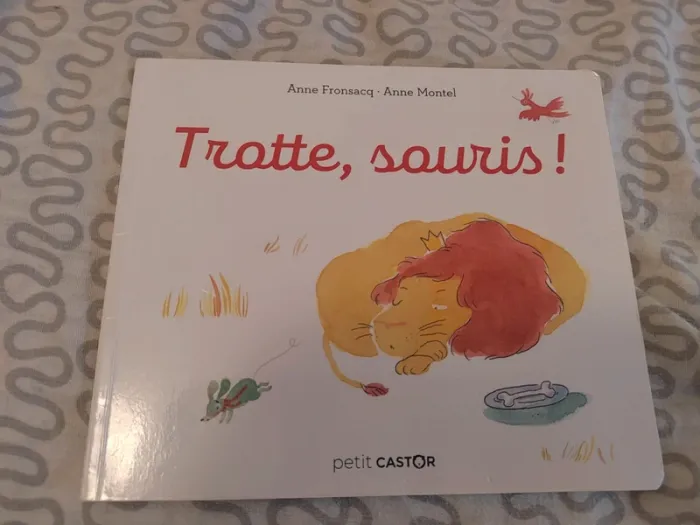 Anne Fronsacq · Anne Montel
Trotte, souris !
petit CASTOR